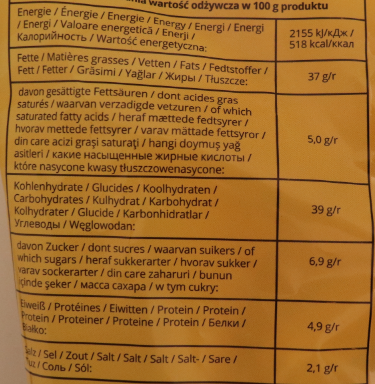 wartość odżywcza w 100 g produktu
Energie / Énergie / Energie / Energy / Energi / Energi
/ Energi / Valoare energetică / Enerji /
Калорийность / Wartość energetyczna:
2155 kJ/кДж /
518 kcal/ккал
Fette / Matières grasses / Vetten / Fats / Fedtstoffer /
Fett / Fetter / Grăsimi / Yağlar / Жиры / Tłuszcze:
37 g/г
davon gesättigte Fettsäuren / dont acides gras
saturés / waarvan verzadigde vetzuren / of which
saturated fatty acids / heraf mættede fedtsyrer /
hvorav mettede fettsyrer / varav mättade fettsyror /
din care acizi grași saturați / hangi doymuş yağ
asitleri / какие насыщенные жирные кислоты /
które nasycone kwasy tłuszczowenasycone:
5,0 g/г
Kohlenhydrate / Glucides / Koolhydraten /
Carbohydrates / Kulhydrat / Karbohydrat /
Kolhydrater / Glucide / Karbonhidratlar /
Углеводы / Węglowodan:
39 g/г
davon Zucker / dont sucres / waarvan suikers / of
which sugars / heraf sukkerarter / hvorav sukker /
varav sockerarter / din care zaharuri / bunun
içinde şeker / масса сахара / w tym cukry:
6,9 g/г
Eiweiß / Protéines / Eiwitten / Protein / Protein /
Protein / Proteiner / Proteine / Protein / Белки /
Białko:
4,9 g/г
Salz / Sel / Zout / Salt / Salt / Salt / Salt- / Sare /
Tuz / Соль / Sól:
2,1 g/г